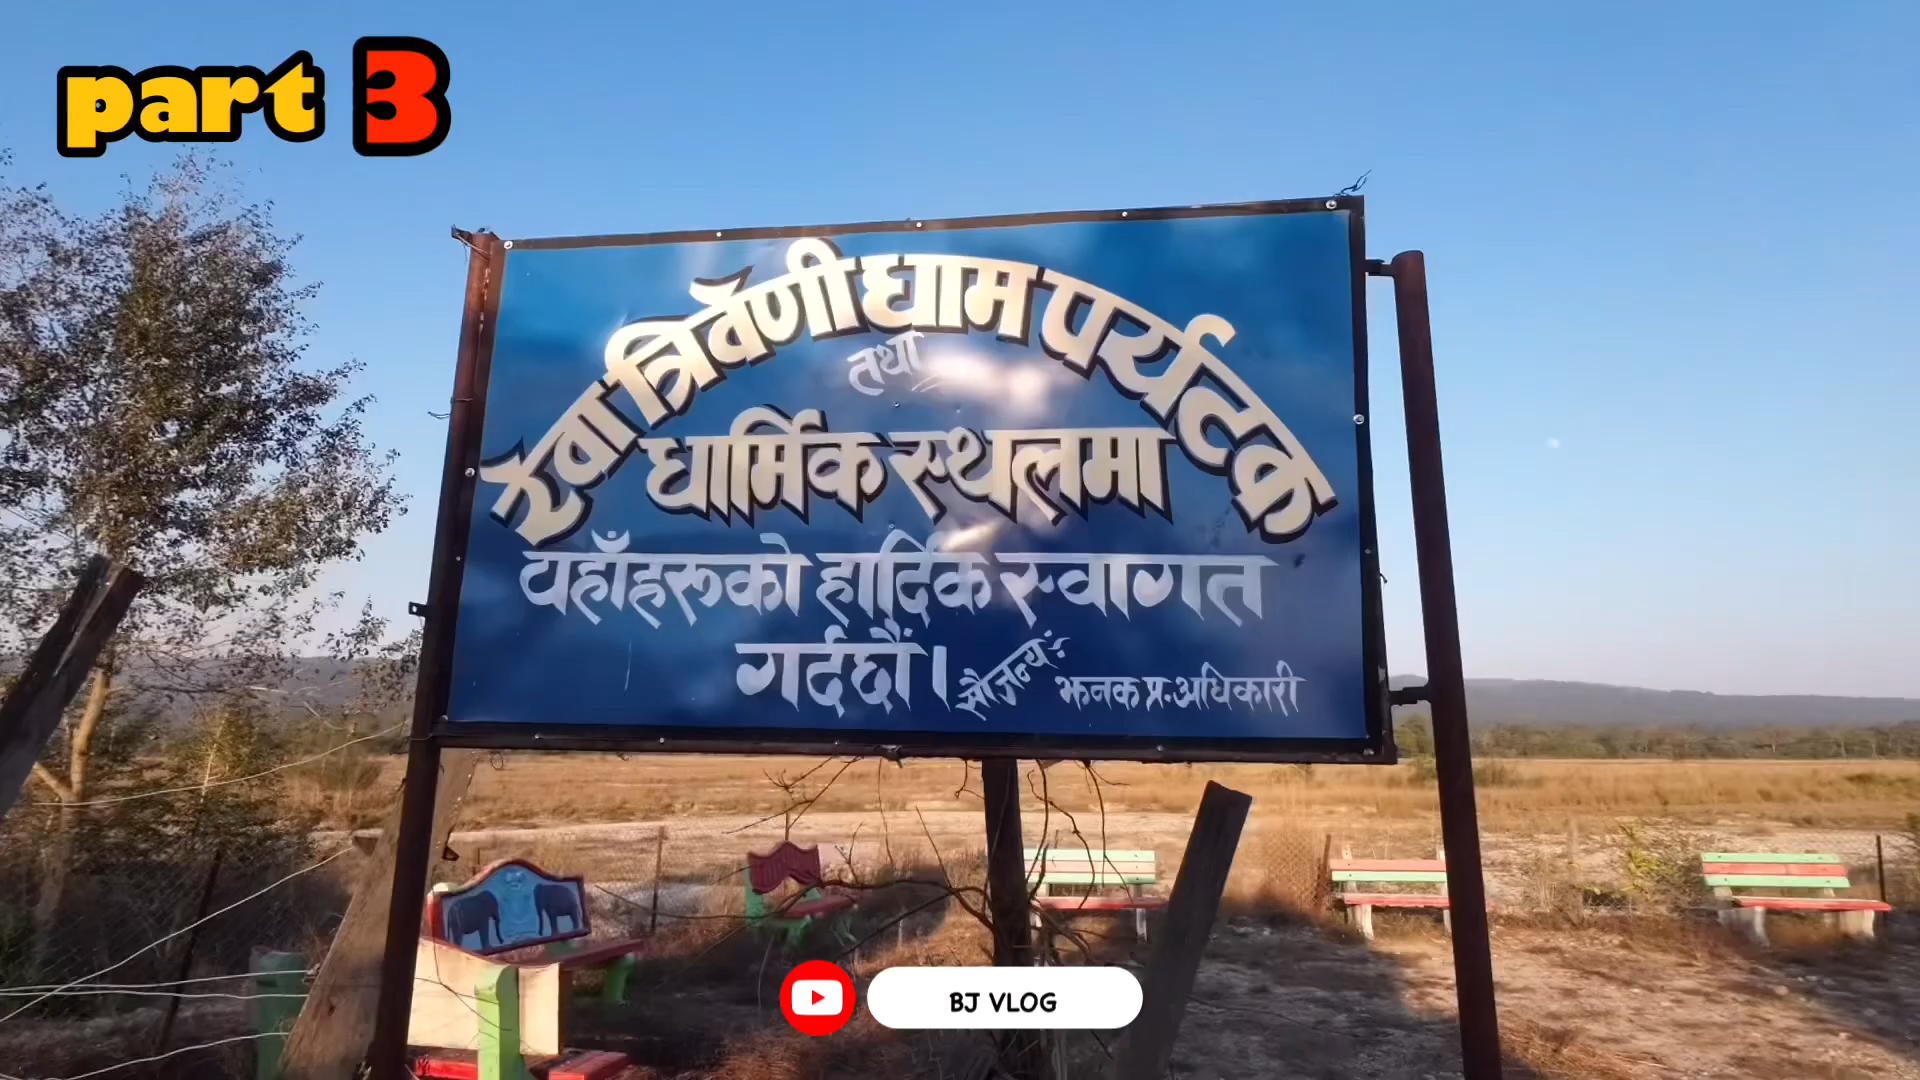 part 3
रेवा त्रिवेणी धाम पर्यटक
तथा
धार्मिक स्थलमा
यहाँहरूको हार्दिक स्वागत
गर्दछौं।
सौजन्य:
झनक प्र. अधिकारी
BJ VLOG